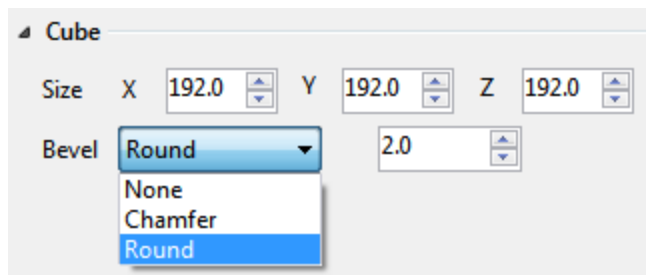 Cube
Size X 192.0 Y 192.0 Z 192.0
Bevel Round 2.0
None
Chamfer
Round